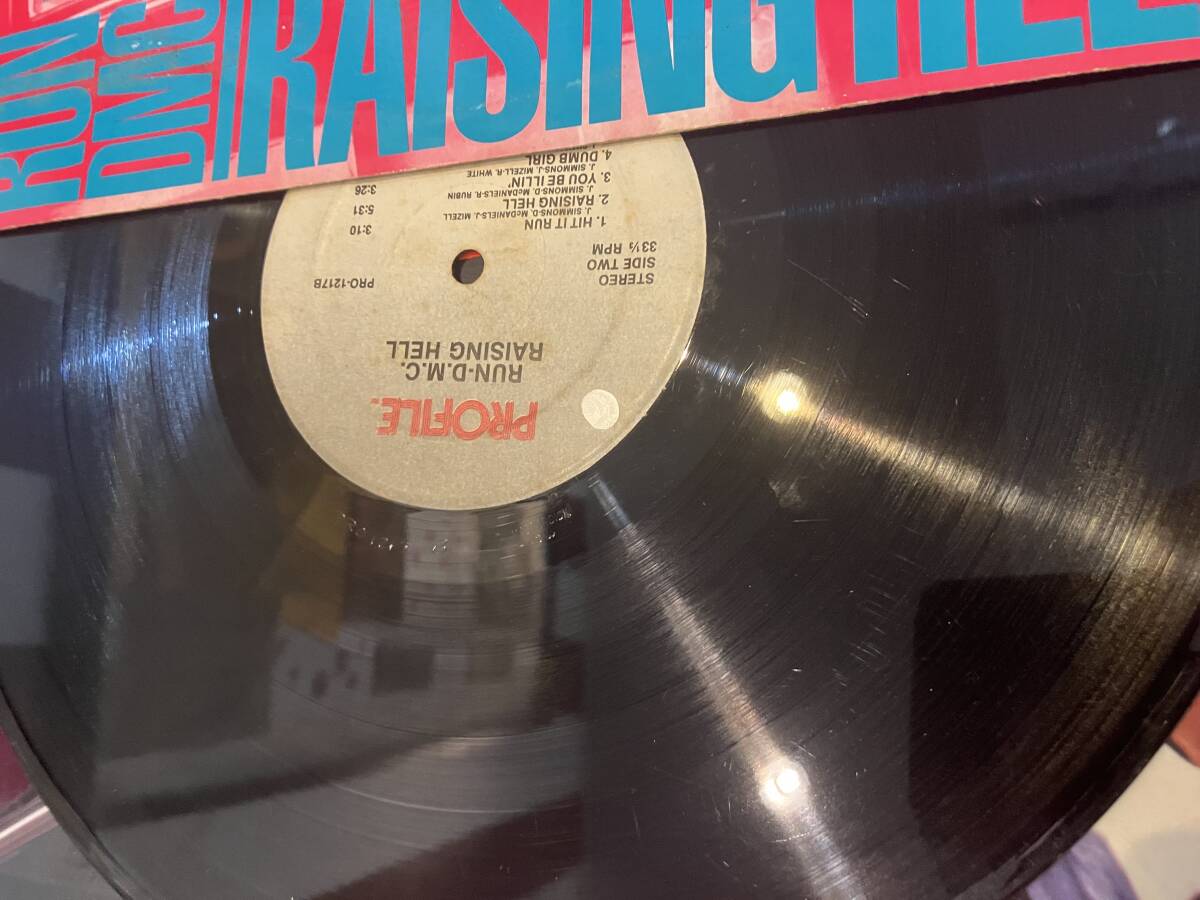 RUN
DMC
RAISING HELL
PROFILE.
RUN-D.M.C.
RAISING HELL
STEREO
SIDE TWO
33⅓ RPM
PRO-1217B
1. HIT IT RUN 3:10
J. SIMMONS-D. McDANIELS-J. MIZELL
2. RAISING HELL 5:31
J. SIMMONS-D. McDANIELS-R. RUBIN
3. YOU BE ILLIN' 3:26
J. SIMMONS-J. MIZELL-R. WHITE
4. DUMB GIRL